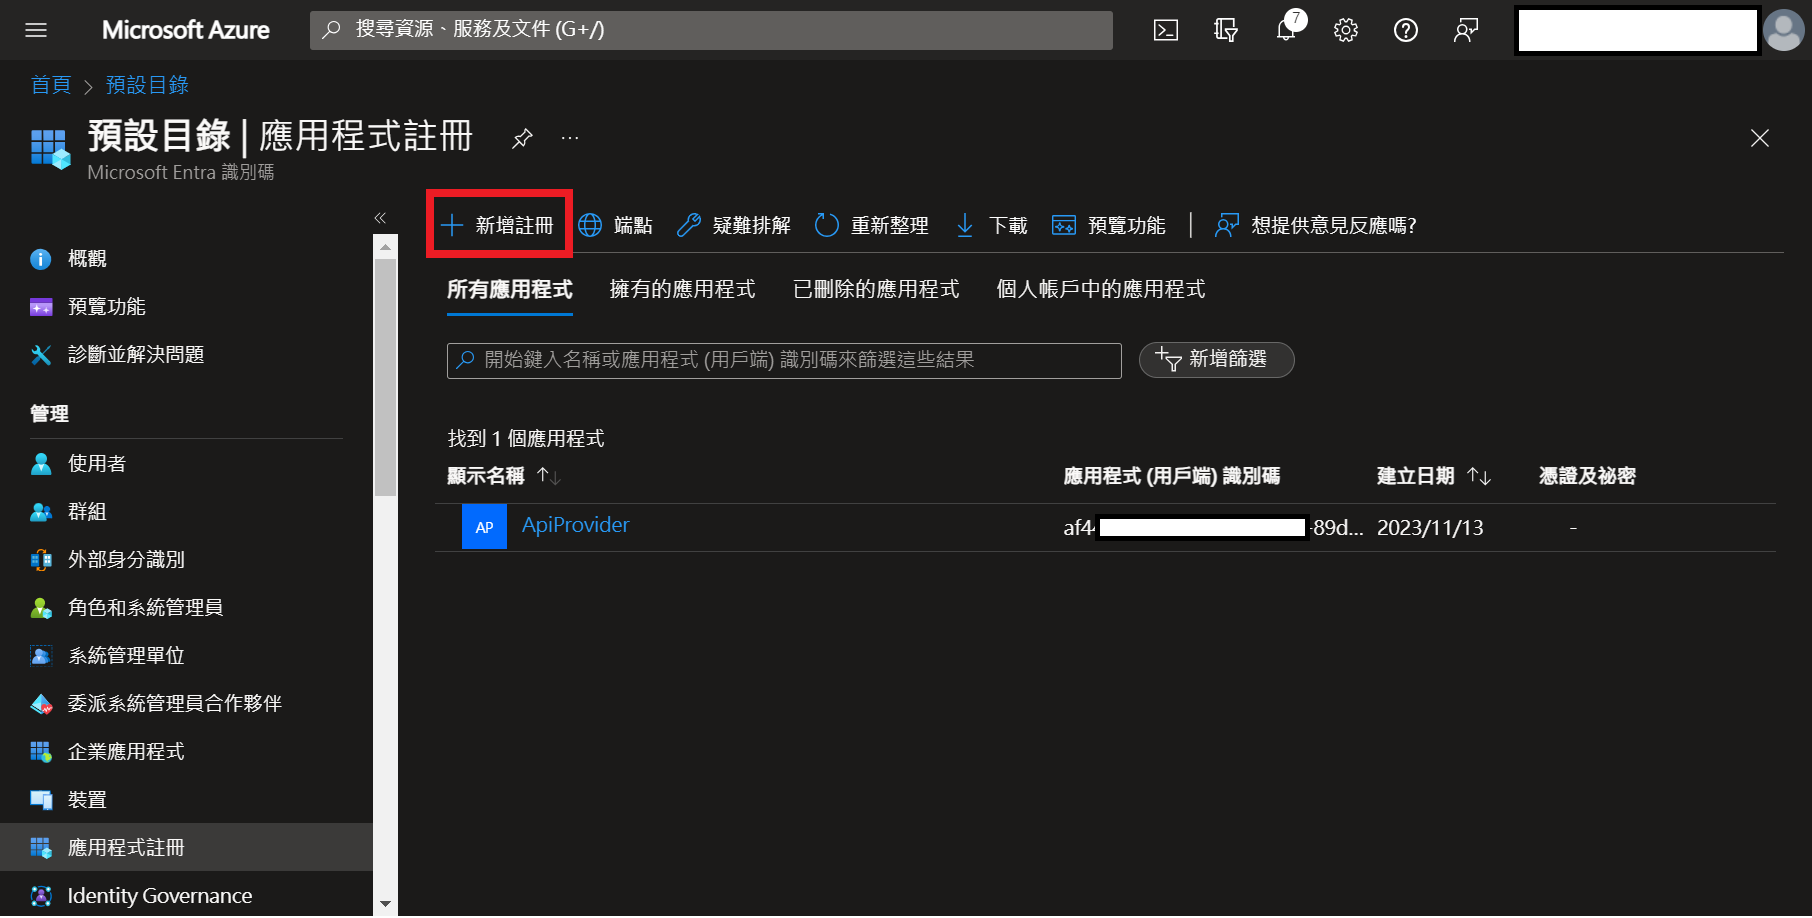 Microsoft Azure
搜尋資源、服務及文件 (G+/)
7
首頁 > 預設目錄
預設目錄 | 應用程式註冊
Microsoft Entra 識別碼
概觀
預覽功能
診斷並解決問題
管理
使用者
群組
外部身分識別
角色和系統管理員
系統管理單位
委派系統管理員合作夥伴
企業應用程式
裝置
應用程式註冊
Identity Governance
新增註冊 端點 疑難排解 重新整理 下載 預覽功能 | 想提供意見反應嗎?
所有應用程式 擁有的應用程式 已刪除的應用程式 個人帳戶中的應用程式
開始鍵入名稱或應用程式 (用戶端) 識別碼來篩選這些結果 新增篩選
找到 1 個應用程式
顯示名稱 應用程式 (用戶端) 識別碼 建立日期 憑證及祕密
AP ApiProvider af4 -89d... 2023/11/13 -